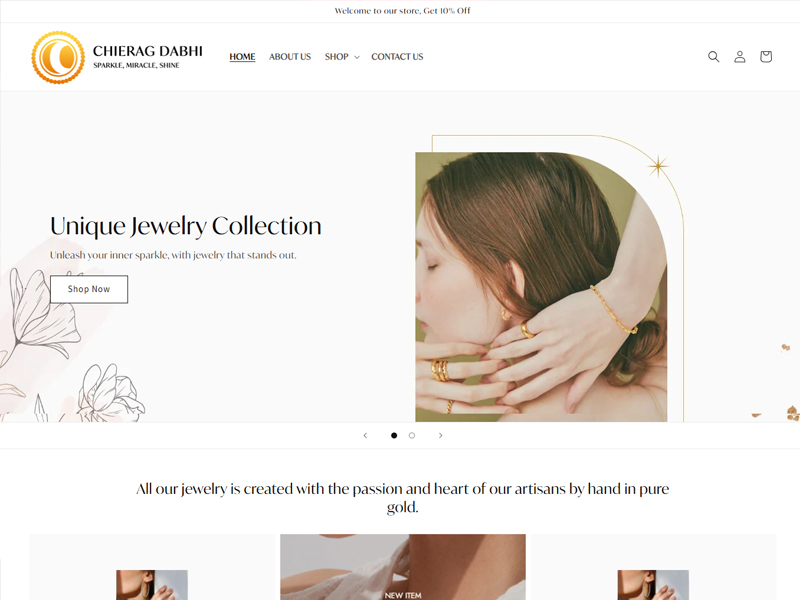 Welcome to our store, Get 10% Off
CHIERAG DABHI
SPARKLE, MIRACLE, SHINE
HOME ABOUT US SHOP CONTACT US
Unique Jewelry Collection
Unleash your inner sparkle, with jewelry that stands out.
Shop Now
All our jewelry is created with the passion and heart of our artisans by hand in pure
gold.
NEW ITEM